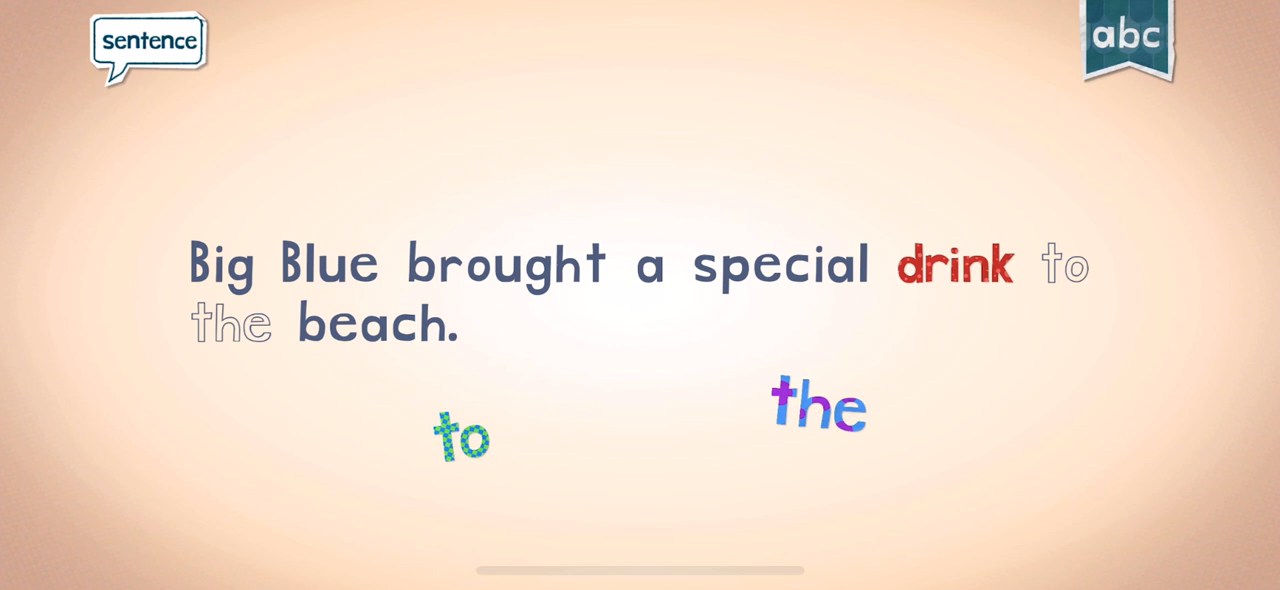 sentence
abc
Big Blue brought a special drink to
the beach.
to
the